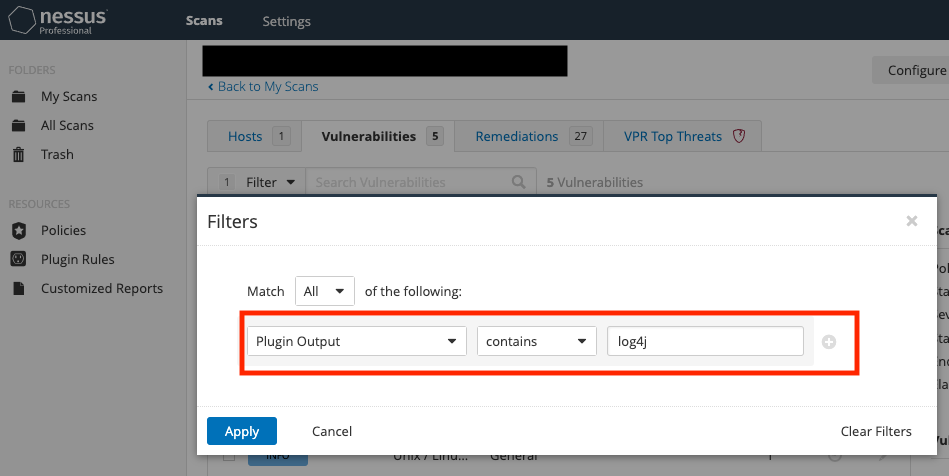 nessus
Professional
Scans
Settings
FOLDERS
My Scans
All Scans
Trash
RESOURCES
Policies
Plugin Rules
Customized Reports
Configure
Back to My Scans
Hosts 1
Vulnerabilities 5
Remediations 27
VPR Top Threats
1 Filter
Search Vulnerabilities
5 Vulnerabilities
Filters
Match All of the following:
Plugin Output
contains
log4j
Apply
Cancel
Clear Filters
INFO
General
1